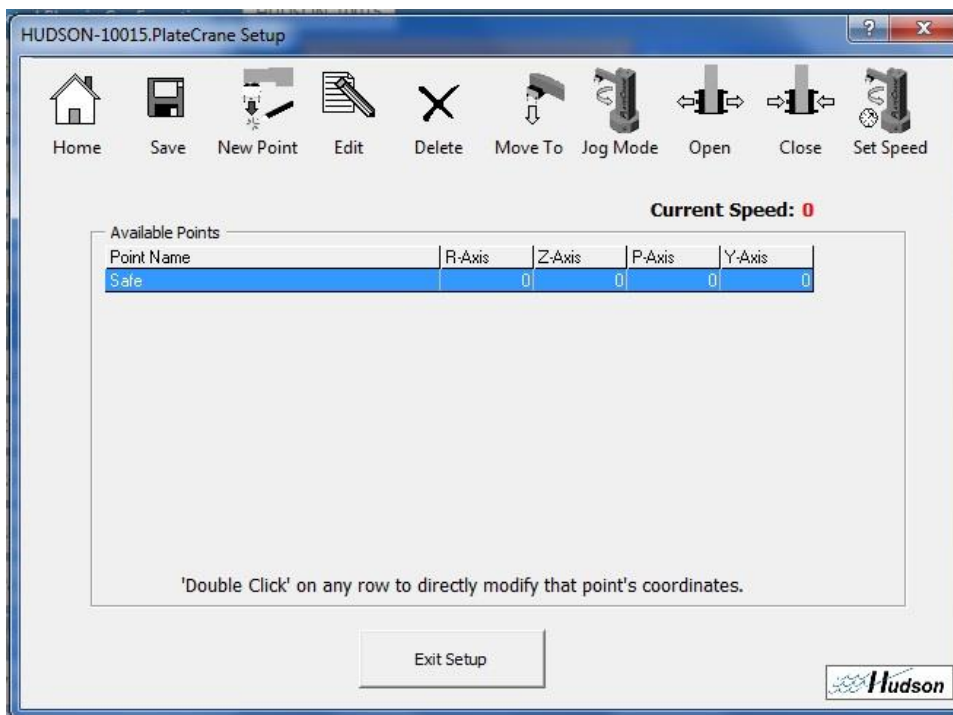 HUDSON-10015.PlateCrane Setup
Home Save New Point Edit Delete Move To Jog Mode Open Close Set Speed
Current Speed: 0
Available Points
Point Name R-Axis Z-Axis P-Axis Y-Axis
Safe 0 0 0 0
'Double Click' on any row to directly modify that point's coordinates.
Exit Setup
Hudson